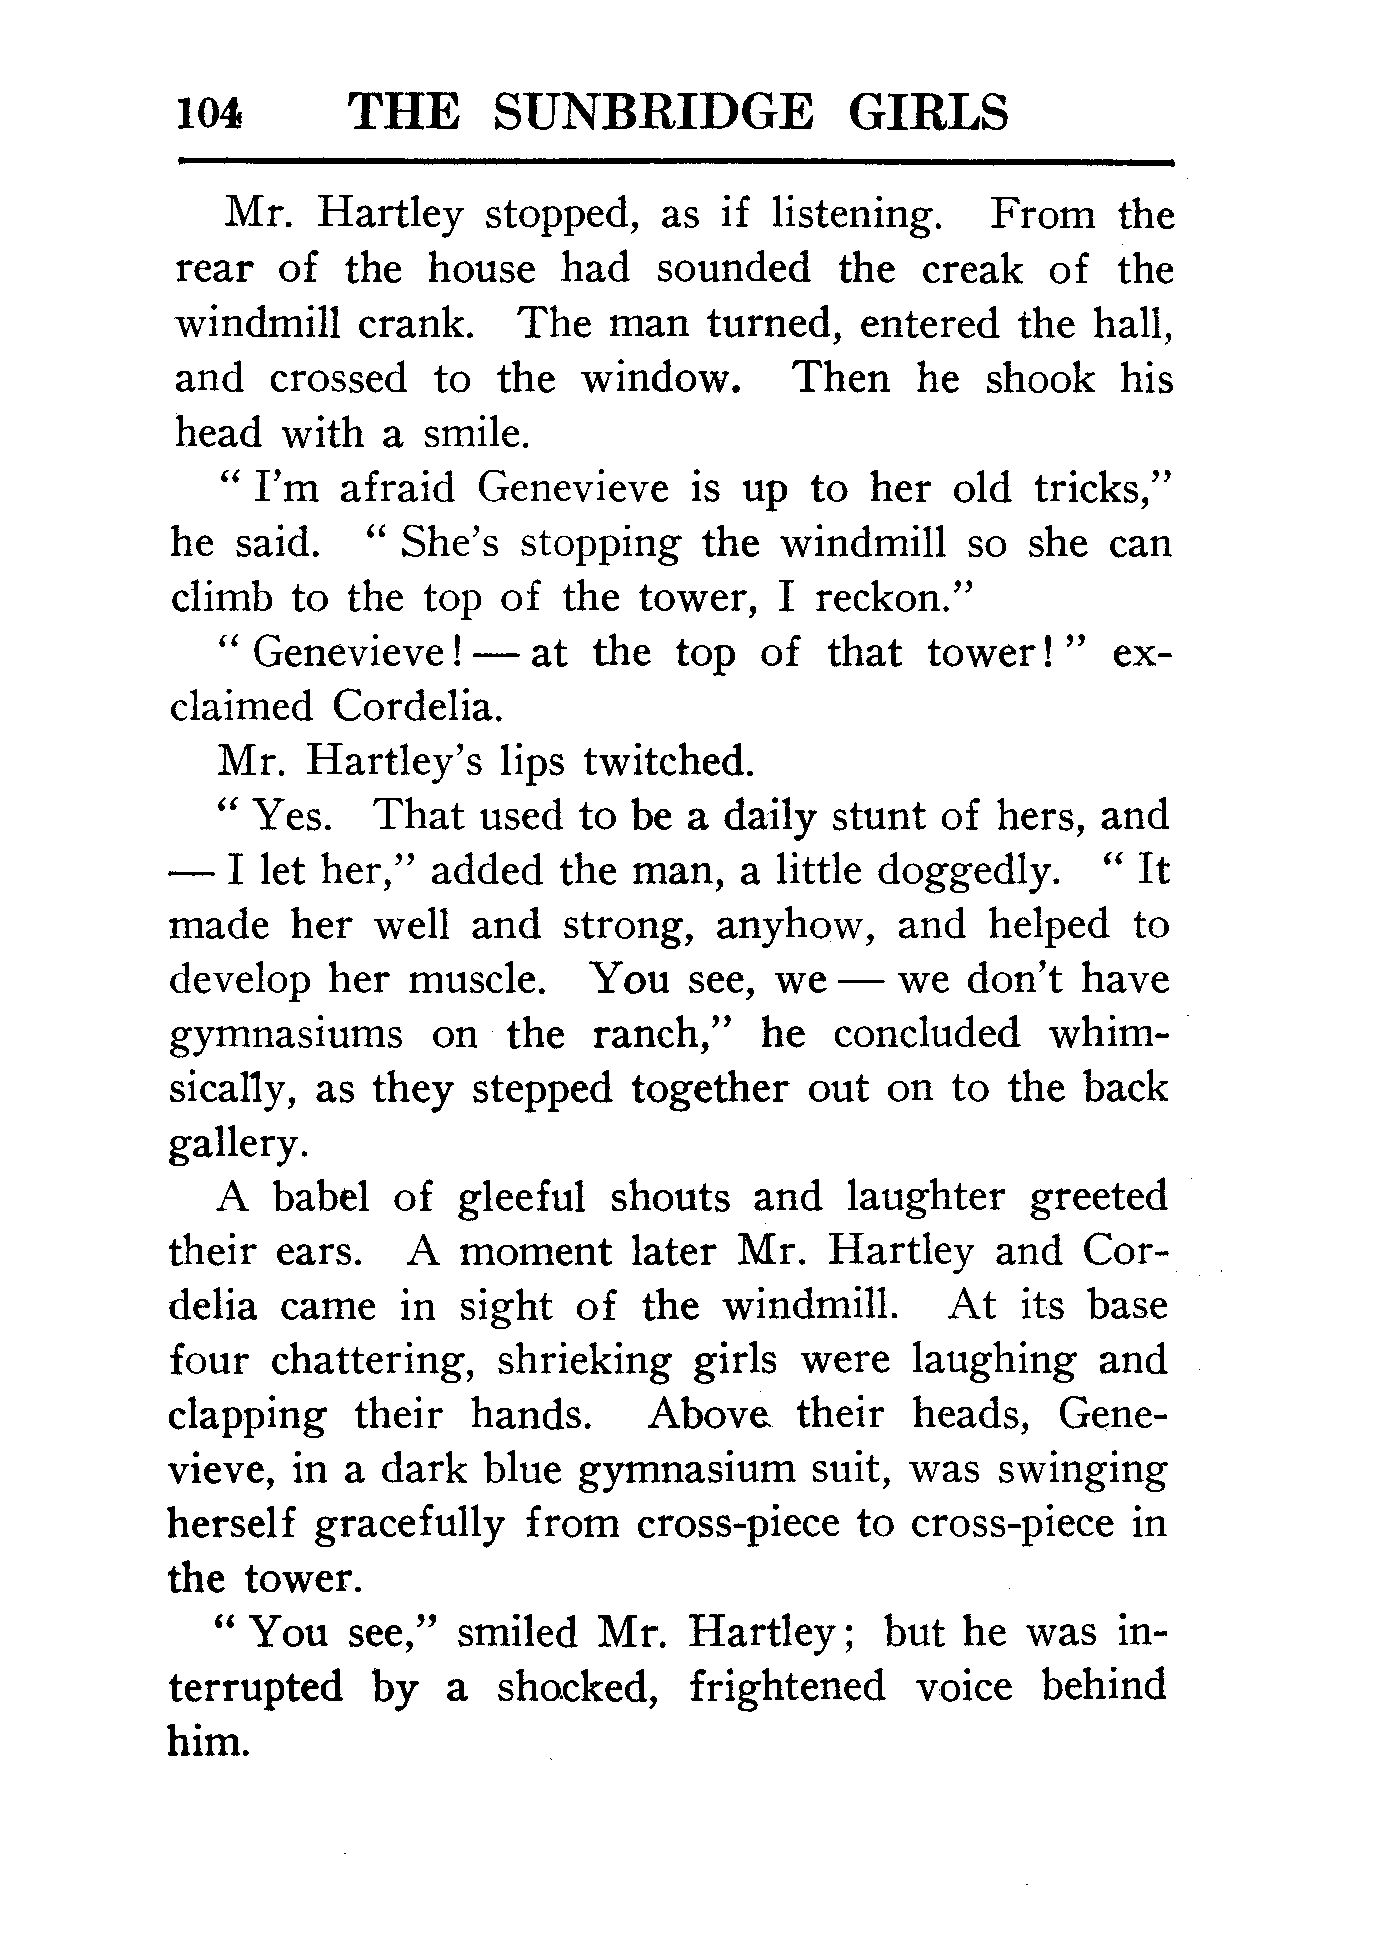 104 THE SUNBRIDGE GIRLS
Mr. Hartley stopped, as if listening. From the
rear of the house had sounded the creak of the
windmill crank. The man turned, entered the hall,
and crossed to the window. Then he shook his
head with a smile.
“ I'm afraid Genevieve is up to her old tricks,”
he said. “ She's stopping the windmill so she can
climb to the top of the tower, I reckon.”
“ Genevieve! — at the top of that tower! ” ex-
claimed Cordelia.
Mr. Hartley's lips twitched.
“ Yes. That used to be a daily stunt of hers, and
— I let her,” added the man, a little doggedly. “ It
made her well and strong, anyhow, and helped to
develop her muscle. You see, we — we don't have
gymnasiums on the ranch,” he concluded whim-
sically, as they stepped together out on to the back
gallery.
A babel of gleeful shouts and laughter greeted
their ears. A moment later Mr. Hartley and Cor-
delia came in sight of the windmill. At its base
four chattering, shrieking girls were laughing and
clapping their hands. Above their heads, Gene-
vieve, in a dark blue gymnasium suit, was swinging
herself gracefully from cross-piece to cross-piece in
the tower.
“ You see,” smiled Mr. Hartley; but he was in-
terrupted by a shocked, frightened voice behind
him.